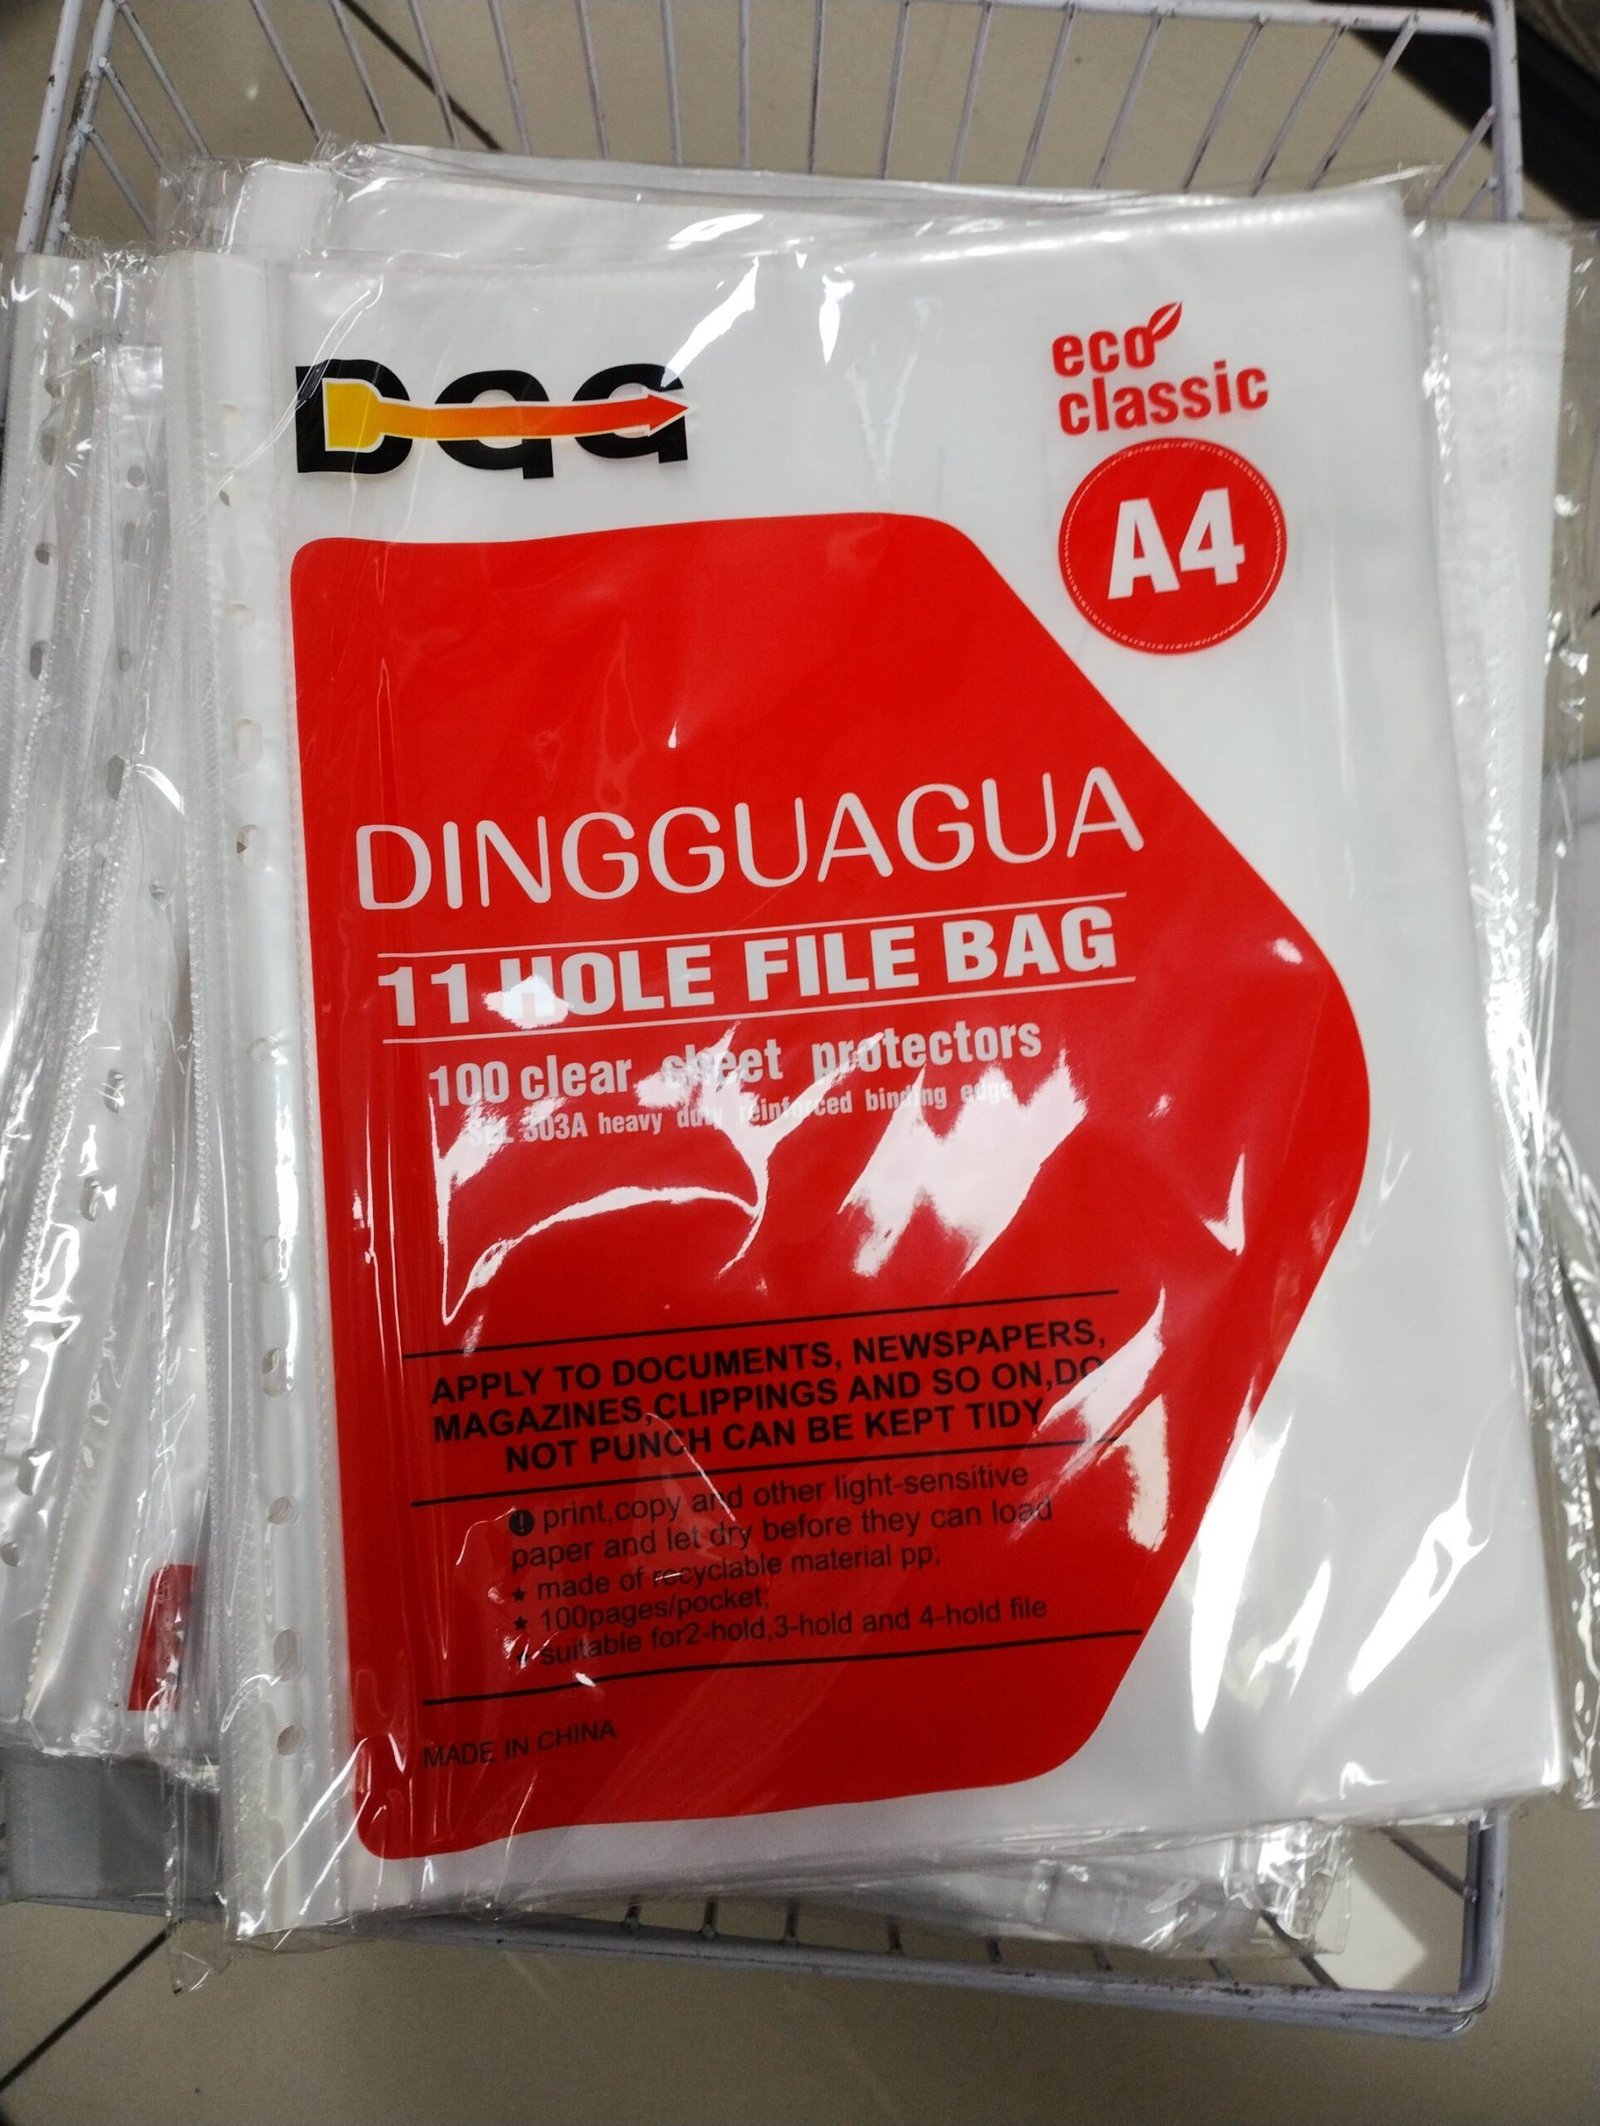 Dgg
eco
classic
A4
DINGGUAGUA
11 HOLE FILE BAG
100 clear sheet protectors
303A heavy duty reinforced binding edge
APPLY TO DOCUMENTS, NEWSPAPERS,
MAGAZINES,CLIPPINGS AND SO ON,DO
NOT PUNCH CAN BE KEPT TIDY
! print,copy and other light-sensitive
paper and let dry before they can load
★ made of recyclable material pp;
★ 100pages/pocket;
★ suitable for2-hold,3-hold and 4-hold file
MADE IN CHINA